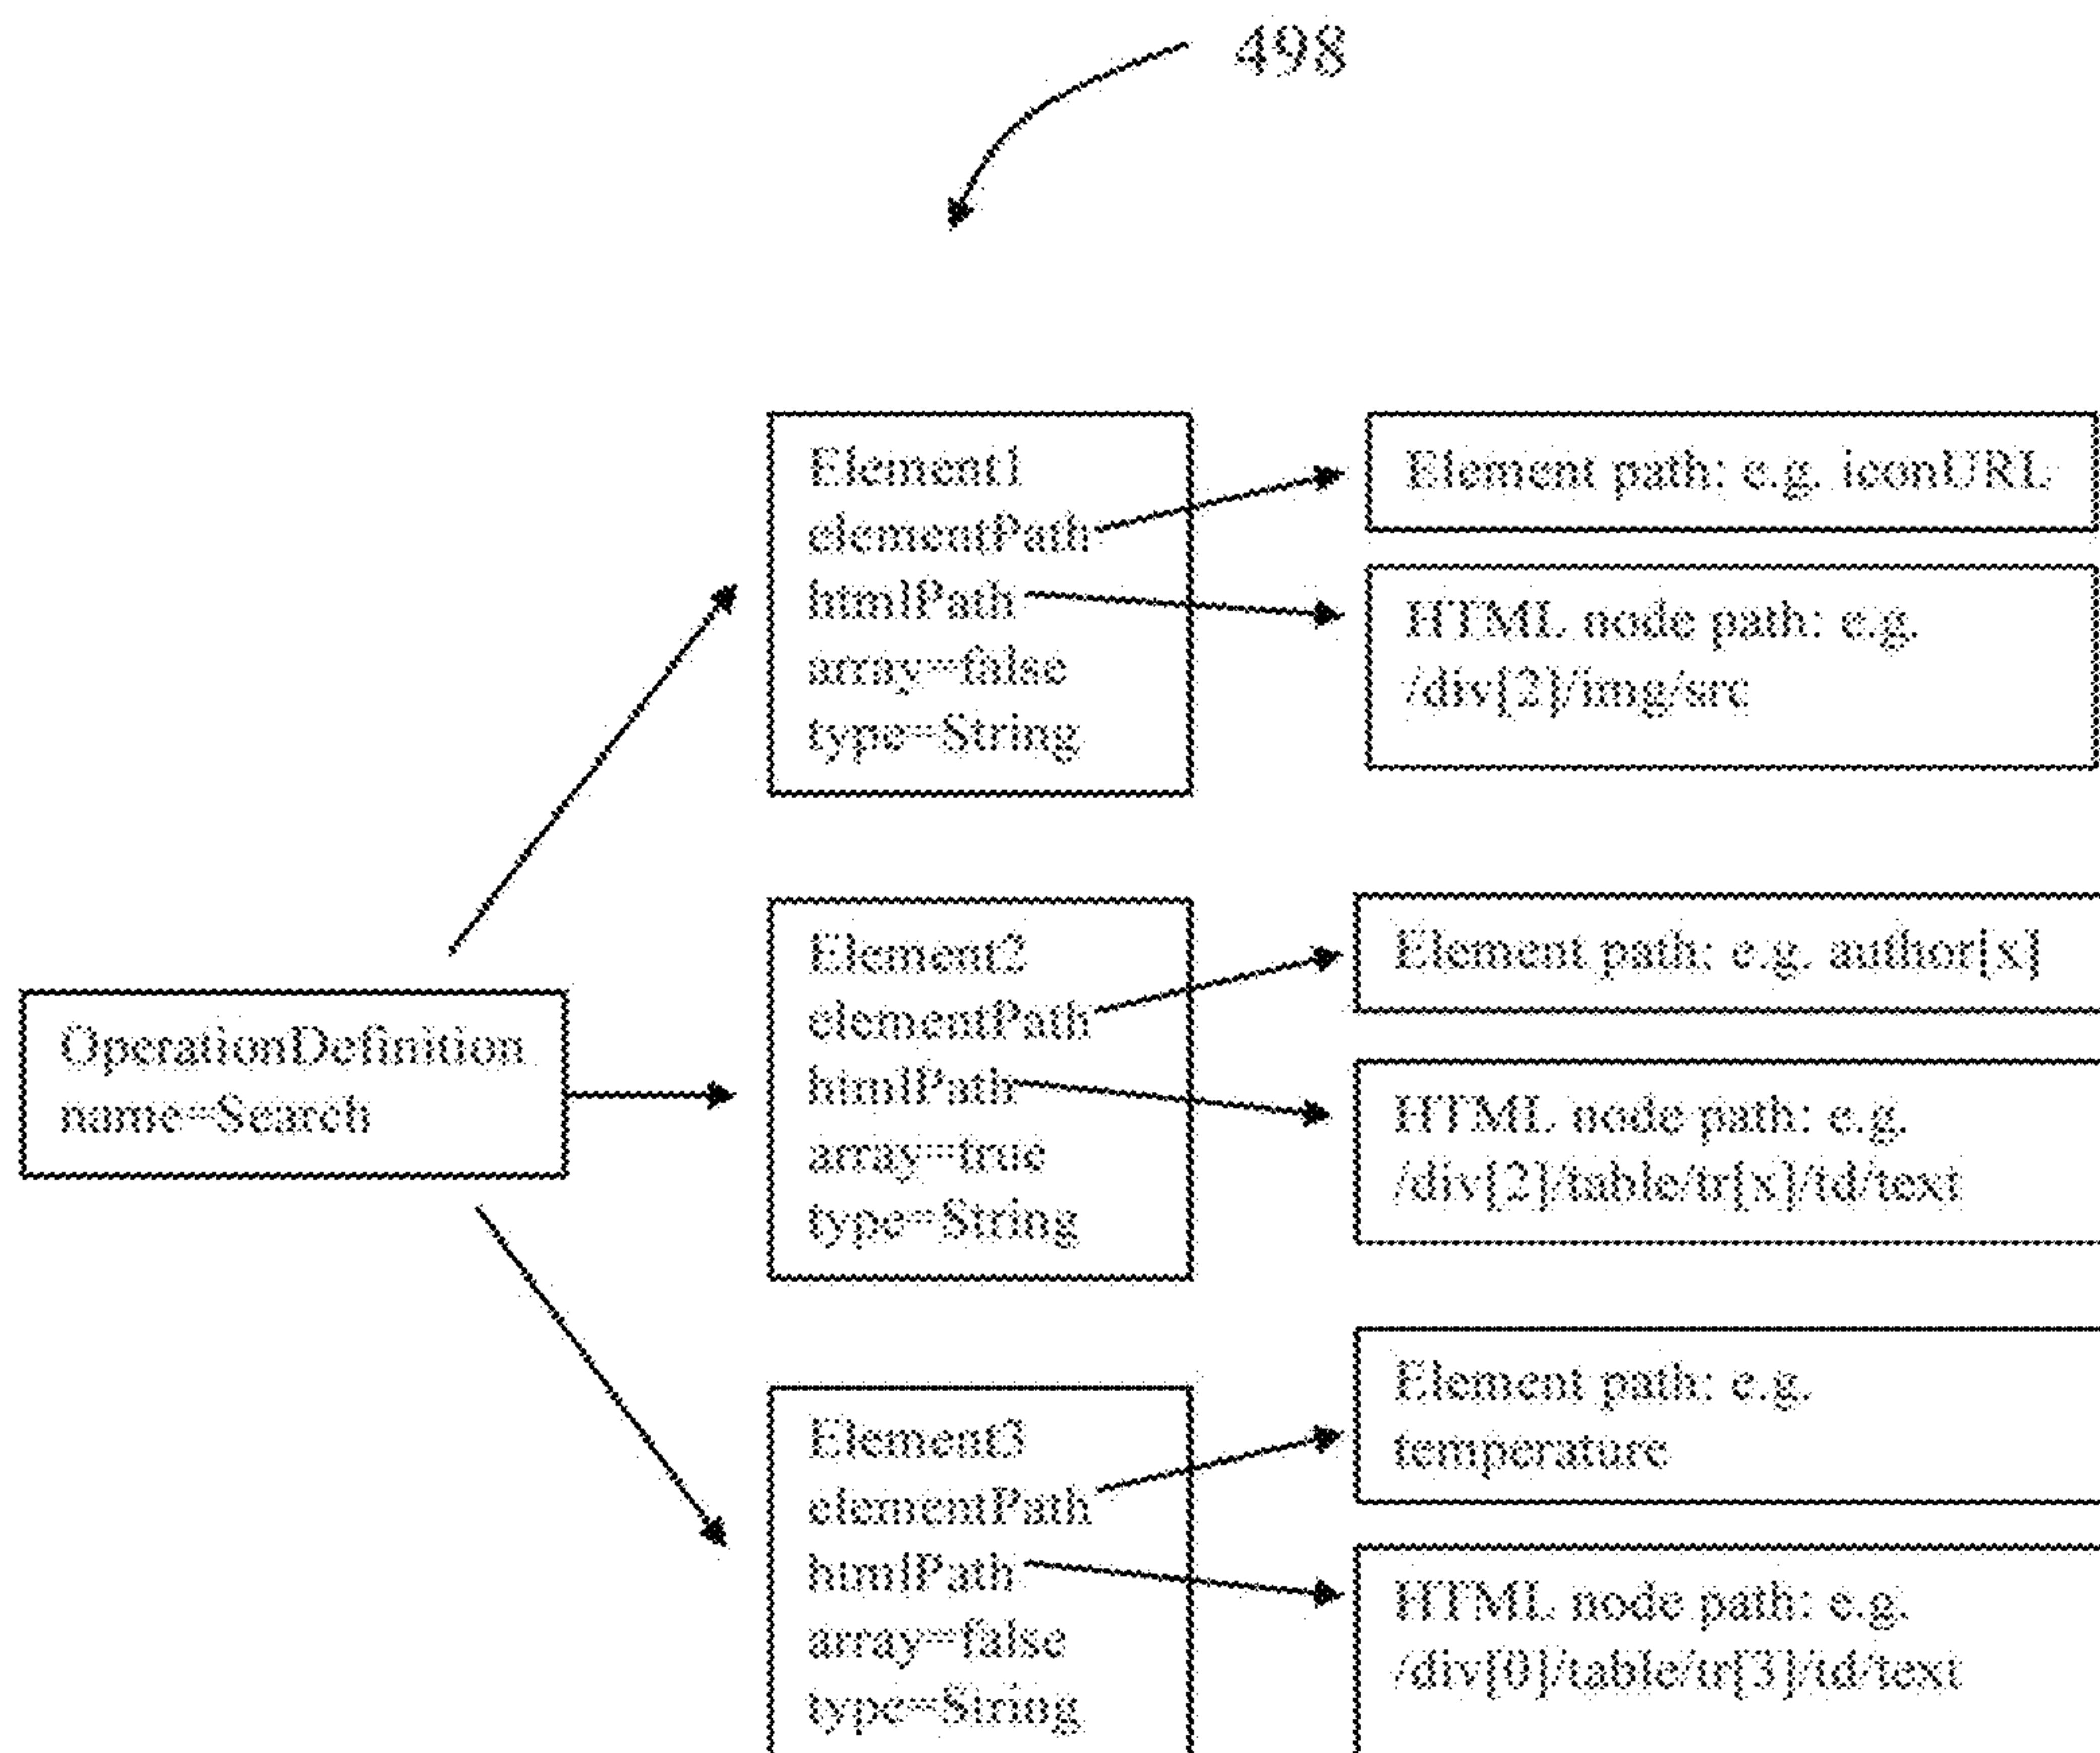 498
Element1
elementPath
htmlPath
array=false
type=String
Element path: e.g. iconURL
HTML node path: e.g.
/div[2]/img/src
OperationDefinition
name=Search
Element2
elementPath
htmlPath
array=true
type=String
Element path: e.g. author[x]
HTML node path: e.g.
/div[2]/table/tr[x]/td/text
Element3
elementPath
htmlPath
array=false
type=String
Element path: e.g.
temperature
HTML node path: e.g.
/div[0]/table/tr[3]/td/text